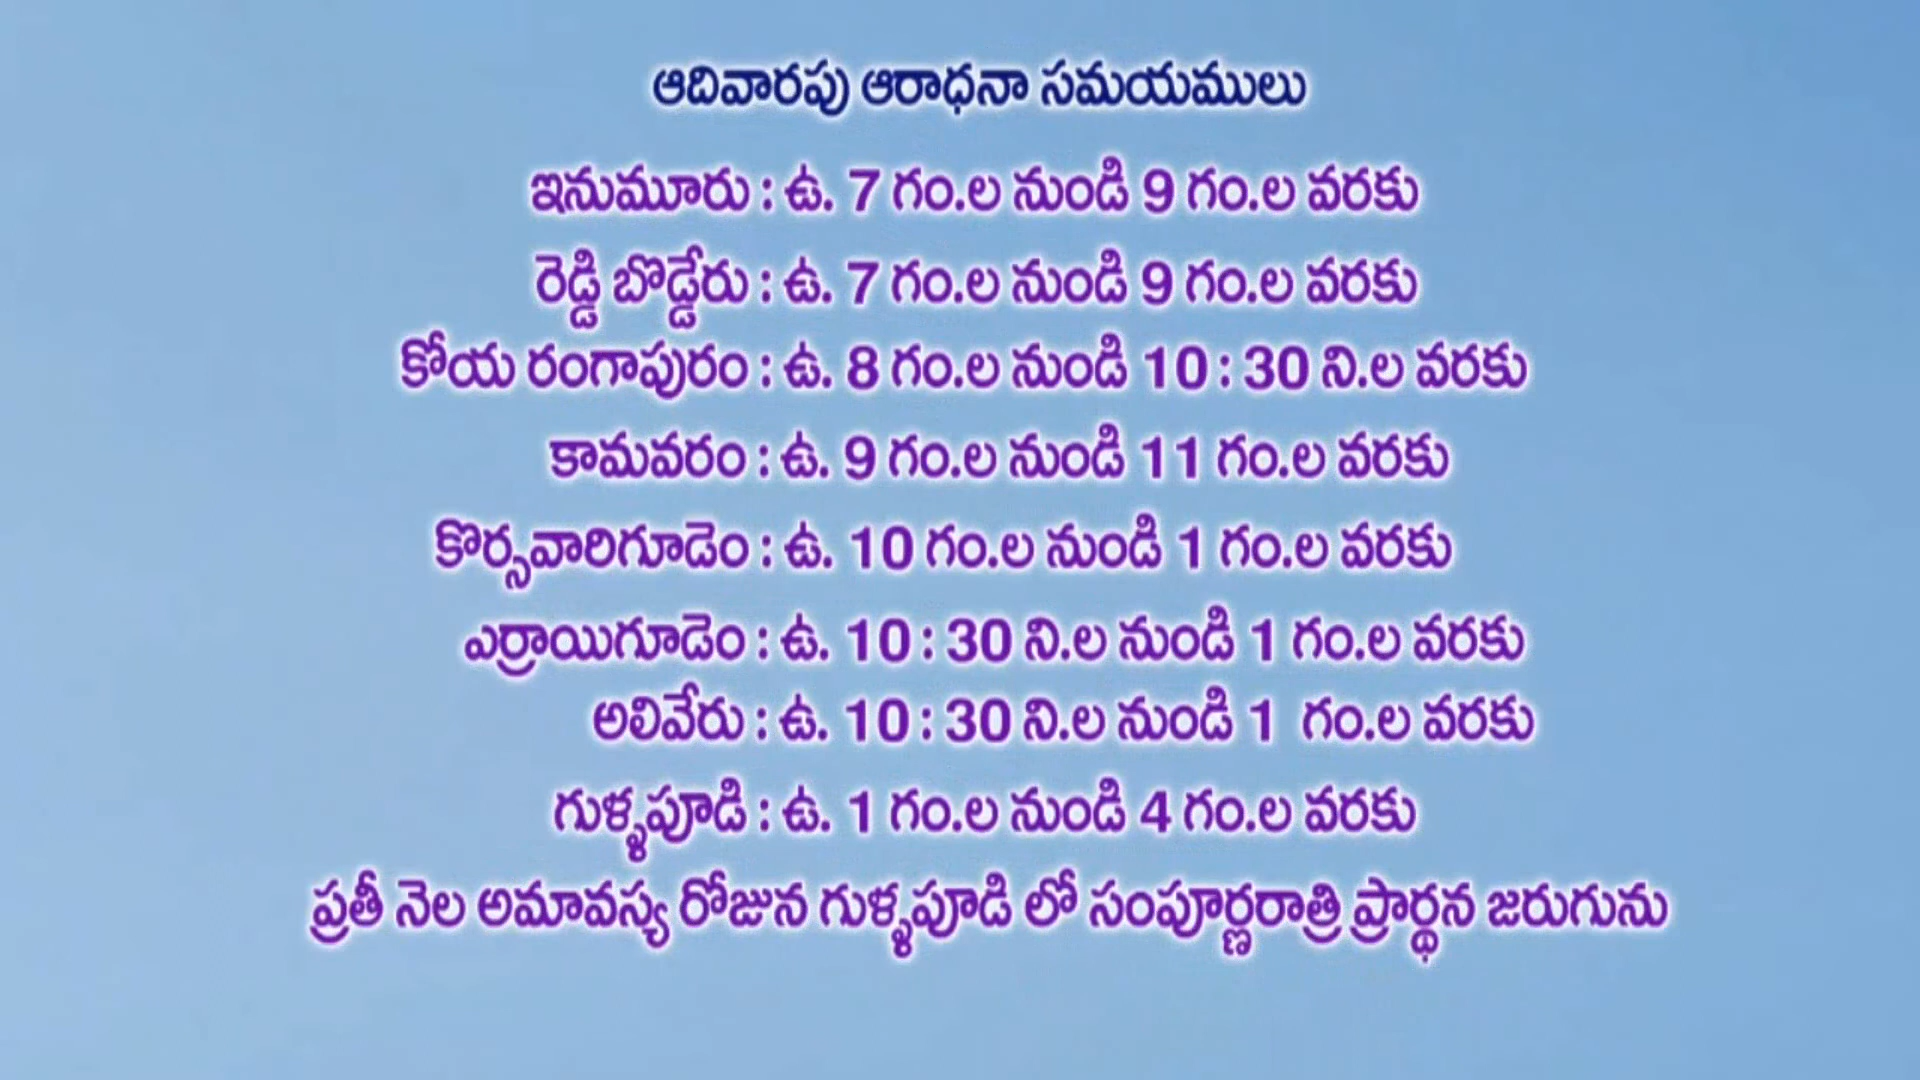 ఆదివారపు ఆరాధనా సమయములు
ఇనుమూరు : ఉ. 7 గం.ల నుండి 9 గం.ల వరకు
రెడ్డి బొడ్డేరు : ఉ. 7 గం.ల నుండి 9 గం.ల వరకు
కోయ రంగాపురం : ఉ. 8 గం.ల నుండి 10 : 30 ని.ల వరకు
కామవరం : ఉ. 9 గం.ల నుండి 11 గం.ల వరకు
కొర్సవారిగూడెం : ఉ. 10 గం.ల నుండి 1 గం.ల వరకు
ఎర్రాయిగూడెం : ఉ. 10 : 30 ని.ల నుండి 1 గం.ల వరకు
అలివేరు : ఉ. 10 : 30 ని.ల నుండి 1 గం.ల వరకు
గుళ్ళపూడి : ఉ. 1 గం.ల నుండి 4 గం.ల వరకు
ప్రతీ నెల అమావస్య రోజున గుళ్ళపూడి లో సంపూర్ణరాత్రి ప్రార్థన జరుగును